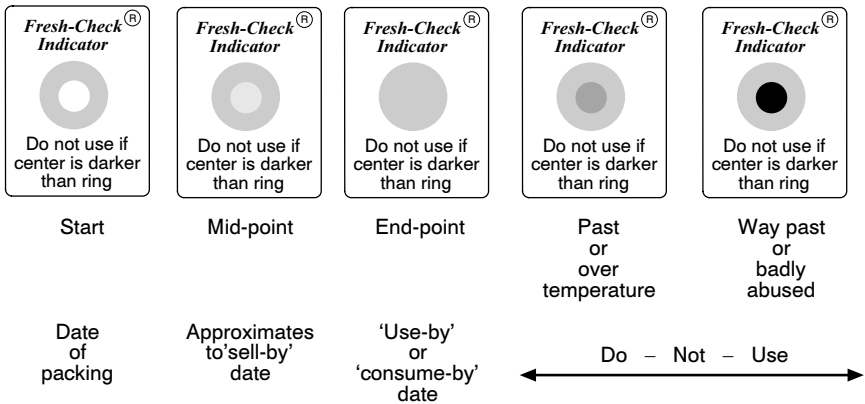 Fresh-Check ®
Indicator
Do not use if
center is darker
than ring
Fresh-Check ®
Indicator
Do not use if
center is darker
than ring
Fresh-Check ®
Indicator
Do not use if
center is darker
than ring
Fresh-Check ®
Indicator
Do not use if
center is darker
than ring
Fresh-Check ®
Indicator
Do not use if
center is darker
than ring
Start
Mid-point
End-point
Past
or
over
temperature
Way past
or
badly
abused
Date
of
packing
Approximates
to'sell-by'
date
‘Use-by’
or
‘consume-by’
date
Do – Not – Use